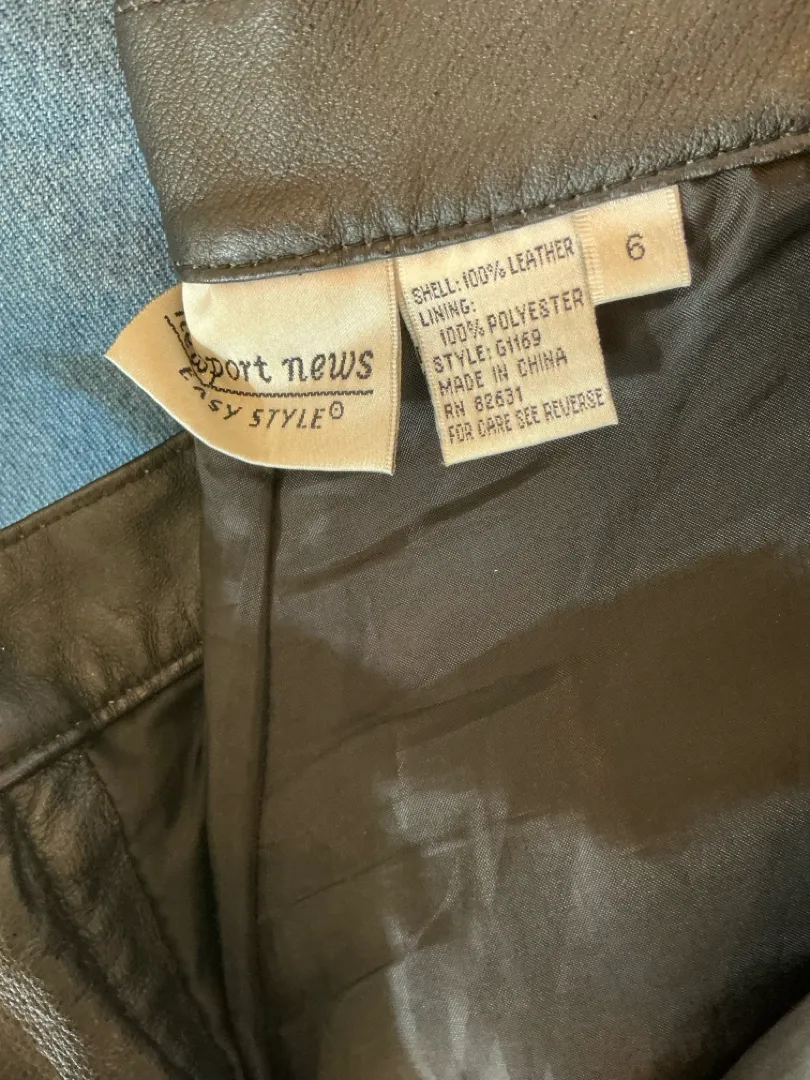 newport news
EASY STYLE®
SHELL: 100% LEATHER
LINING:
100% POLYESTER
STYLE: G1169
MADE IN CHINA
RN 82631
FOR CARE SEE REVERSE
6